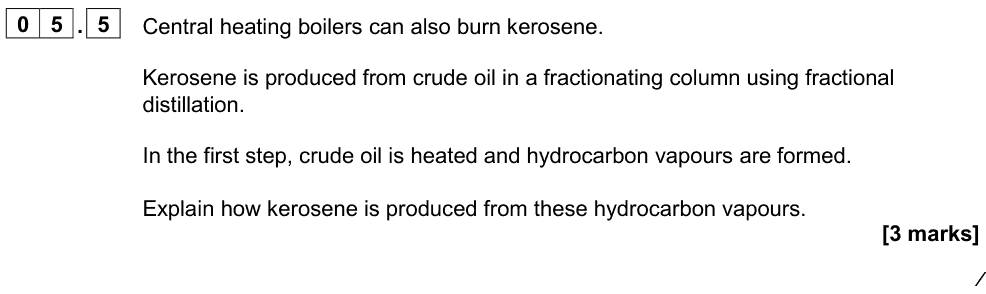 0 5 . 5 Central heating boilers can also burn kerosene.
Kerosene is produced from crude oil in a fractionating column using fractional
distillation.
In the first step, crude oil is heated and hydrocarbon vapours are formed.
Explain how kerosene is produced from these hydrocarbon vapours.
[3 marks]